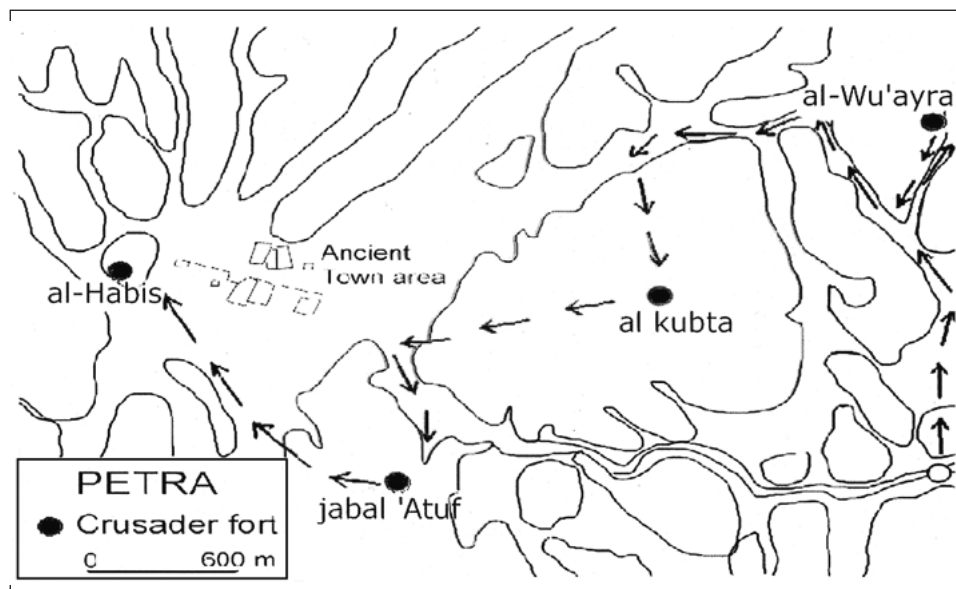 al-Wu'ayra
Ancient
Town area
al-Habis
al kubta
jabal 'Atuf
PETRA
Crusader fort
0 600 m